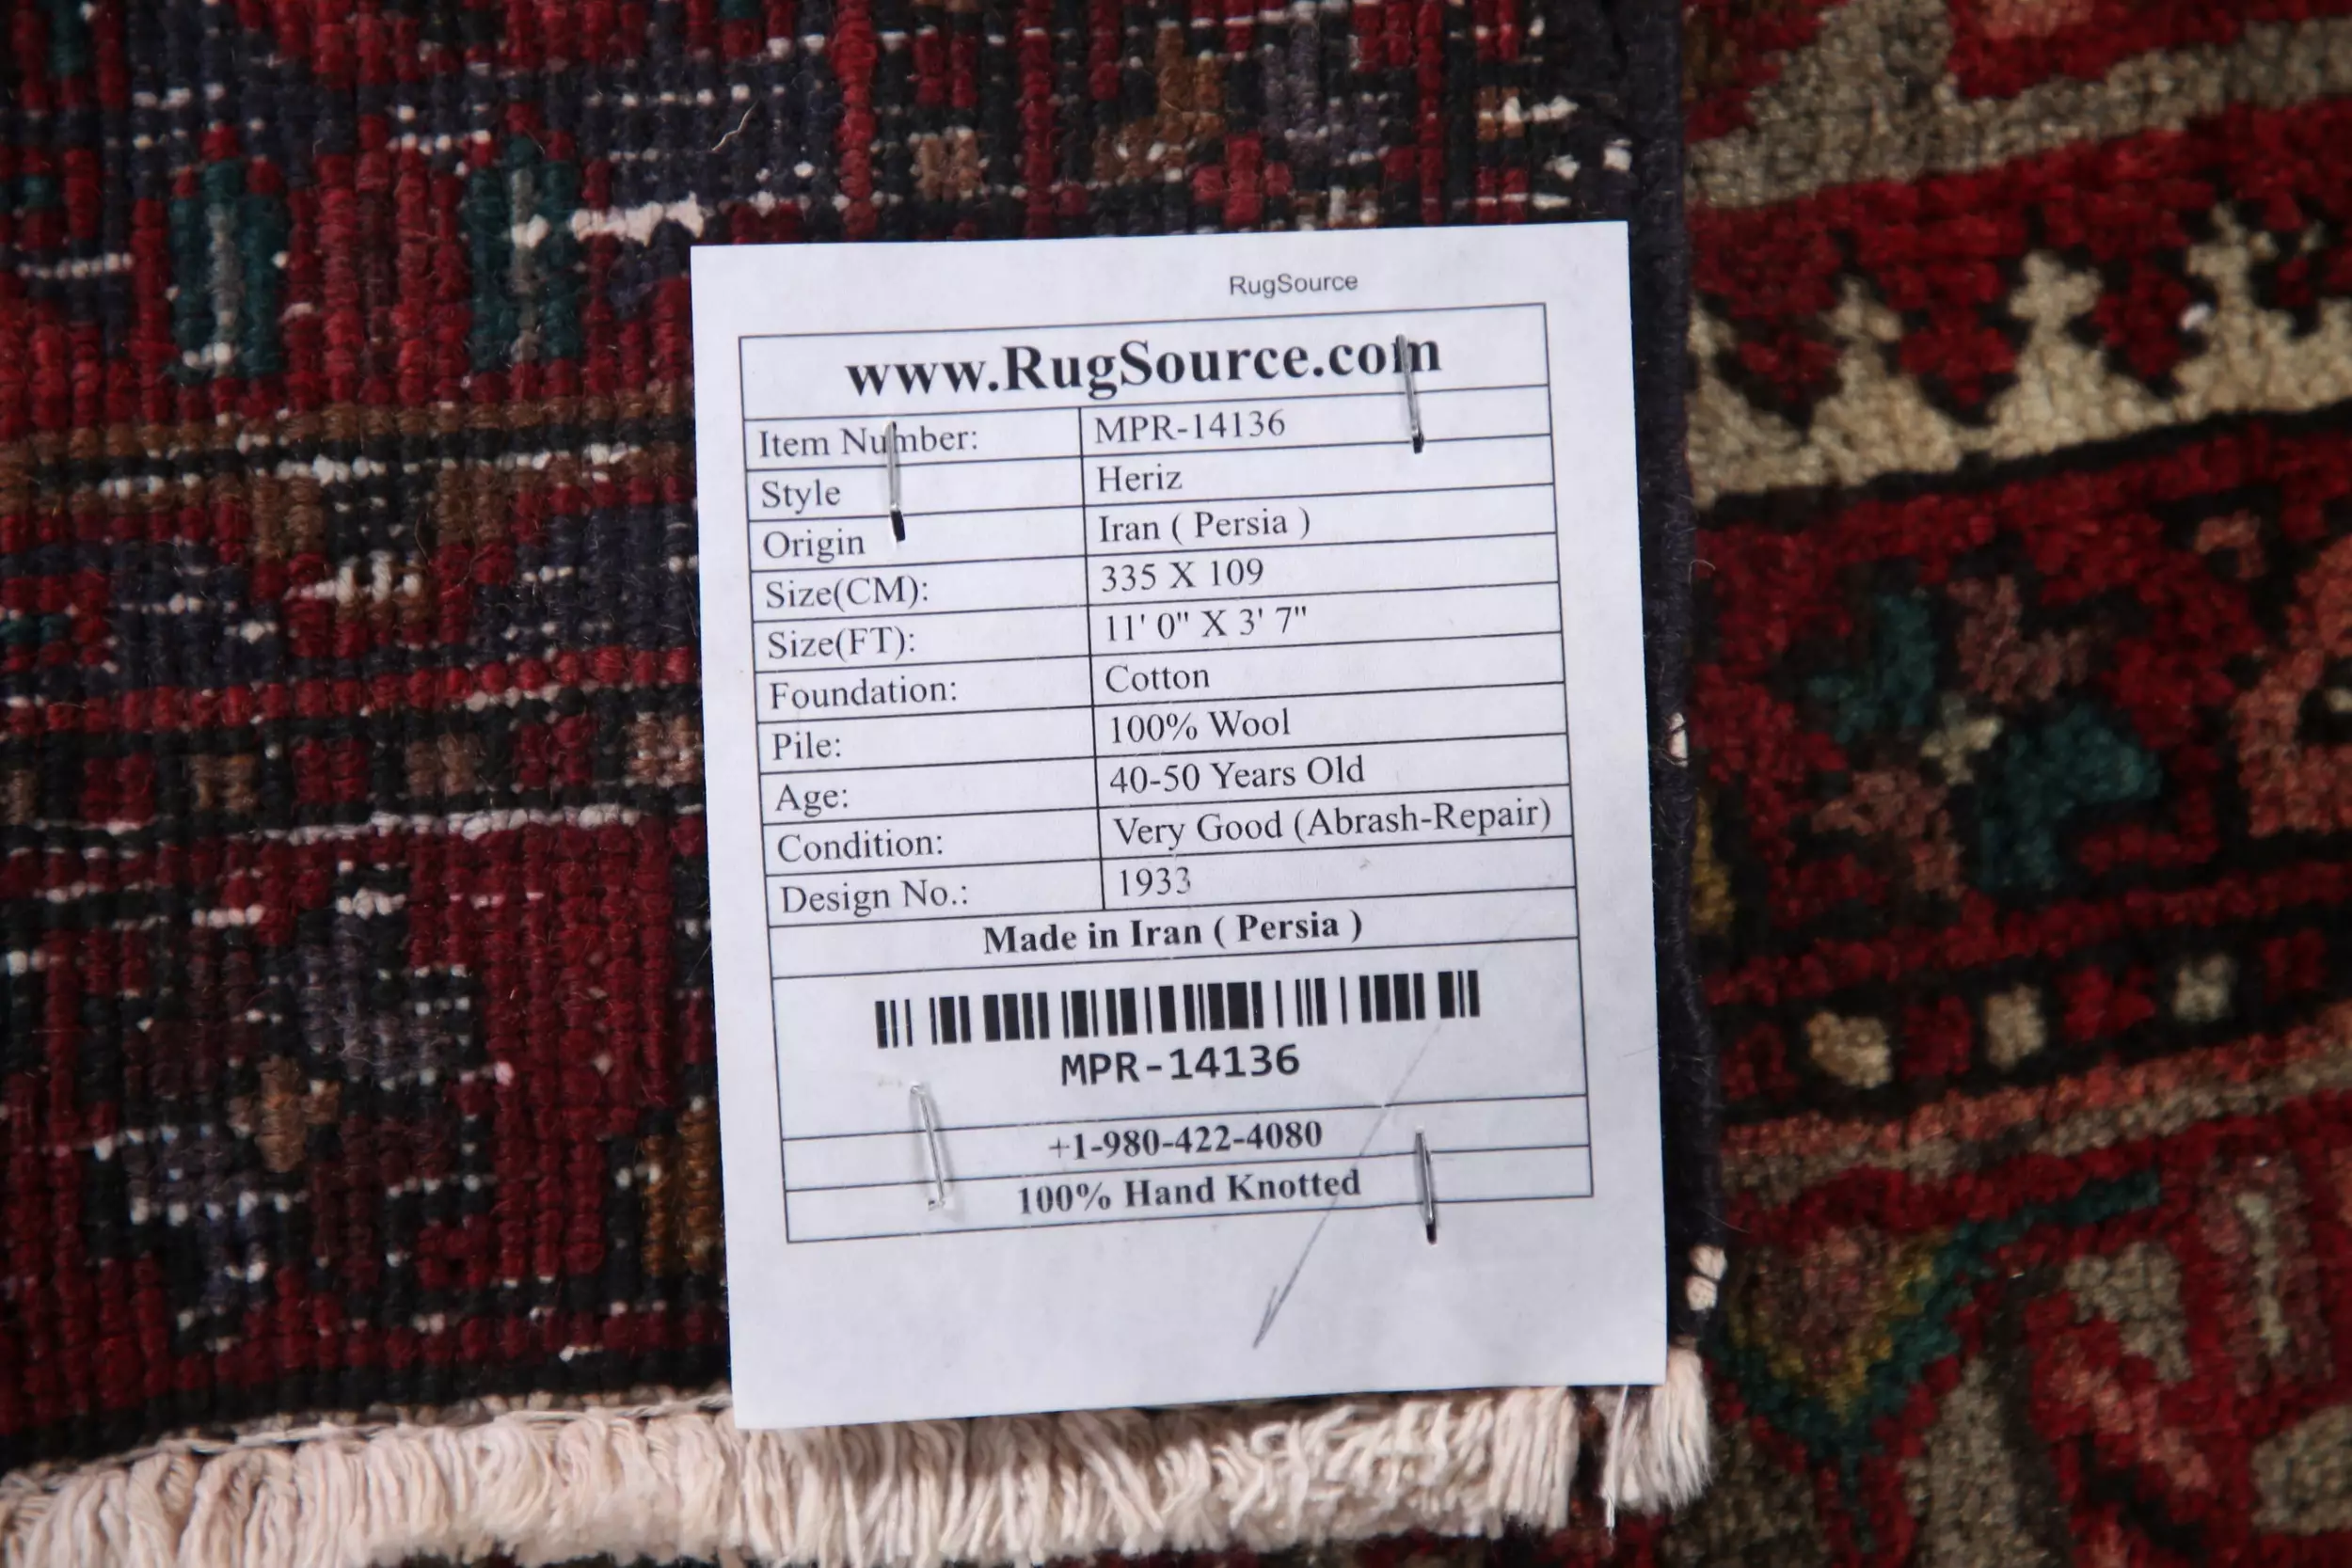 RugSource
www.RugSource.com
Item Number: MPR-14136
Style Heriz
Origin Iran ( Persia )
Size(CM): 335 X 109
Size(FT): 11' 0" X 3' 7"
Foundation: Cotton
Pile: 100% Wool
Age: 40-50 Years Old
Condition: Very Good (Abrash-Repair)
Design No.: 1933
Made in Iran ( Persia )
MPR-14136
+1-980-422-4080
100% Hand Knotted